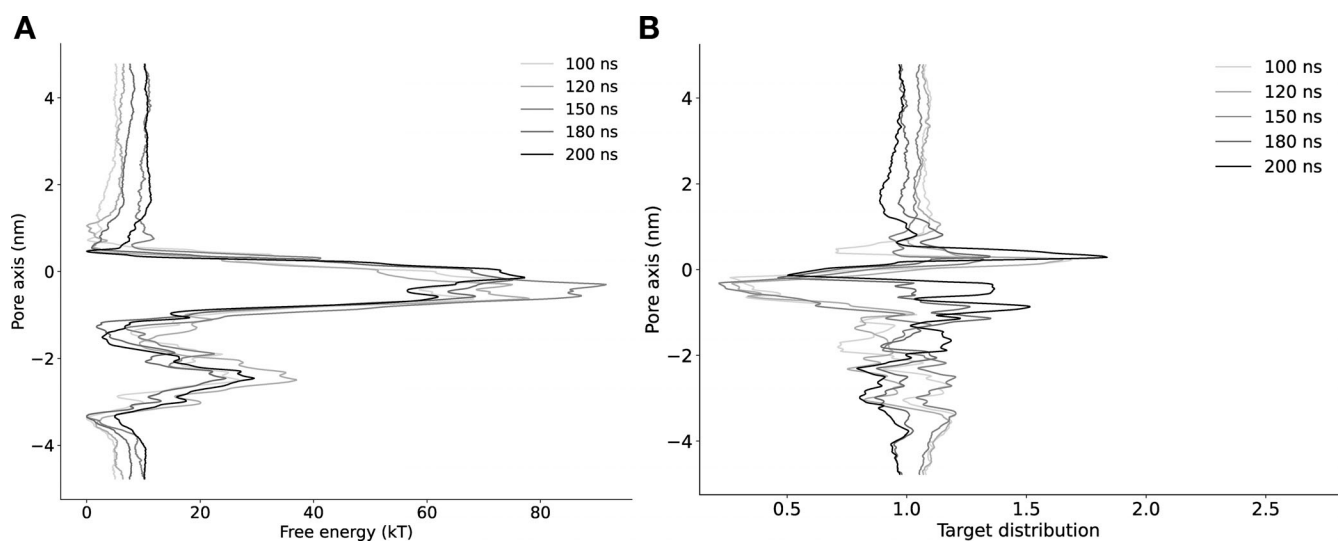 A
100 ns
120 ns
150 ns
180 ns
200 ns
4
2
0
−2
−4
Pore axis (nm)
0
20
40
60
80
Free energy (kT)
B
100 ns
120 ns
150 ns
180 ns
200 ns
4
2
0
−2
−4
Pore axis (nm)
0.5
1.0
1.5
2.0
2.5
Target distribution